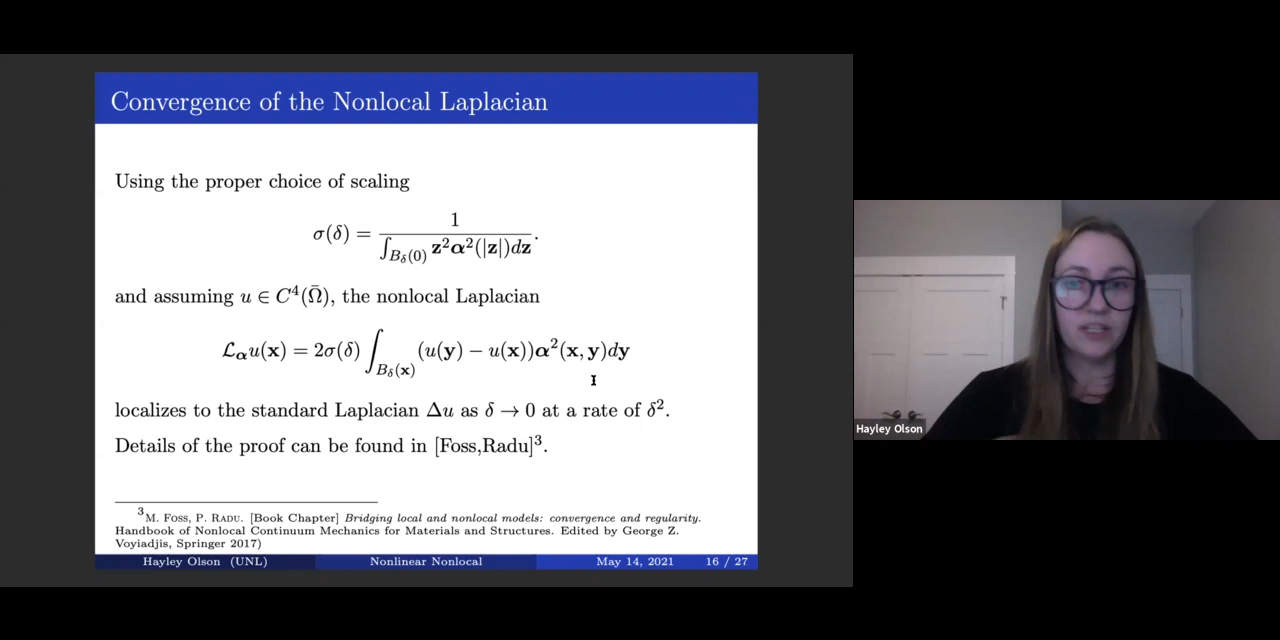 Convergence of the Nonlocal Laplacian
Using the proper choice of scaling
σ(δ) = 1 / ∫_{B_δ(0)} z²α²(|z|)dz.
and assuming u ∈ C⁴(Ω̄), the nonlocal Laplacian
ℒ_α u(x) = 2σ(δ) ∫_{B_δ(x)} (u(y) − u(x))α²(x, y)dy
localizes to the standard Laplacian Δu as δ → 0 at a rate of δ².
Details of the proof can be found in [Foss,Radu]³.
³M. FOSS, P. RADU. [Book Chapter] Bridging local and nonlocal models: convergence and regularity.
Handbook of Nonlocal Continuum Mechanics for Materials and Structures. Edited by George Z.
Voyiadjis, Springer 2017)
Hayley Olson (UNL) Nonlinear Nonlocal May 14, 2021 16 / 27
Hayley Olson